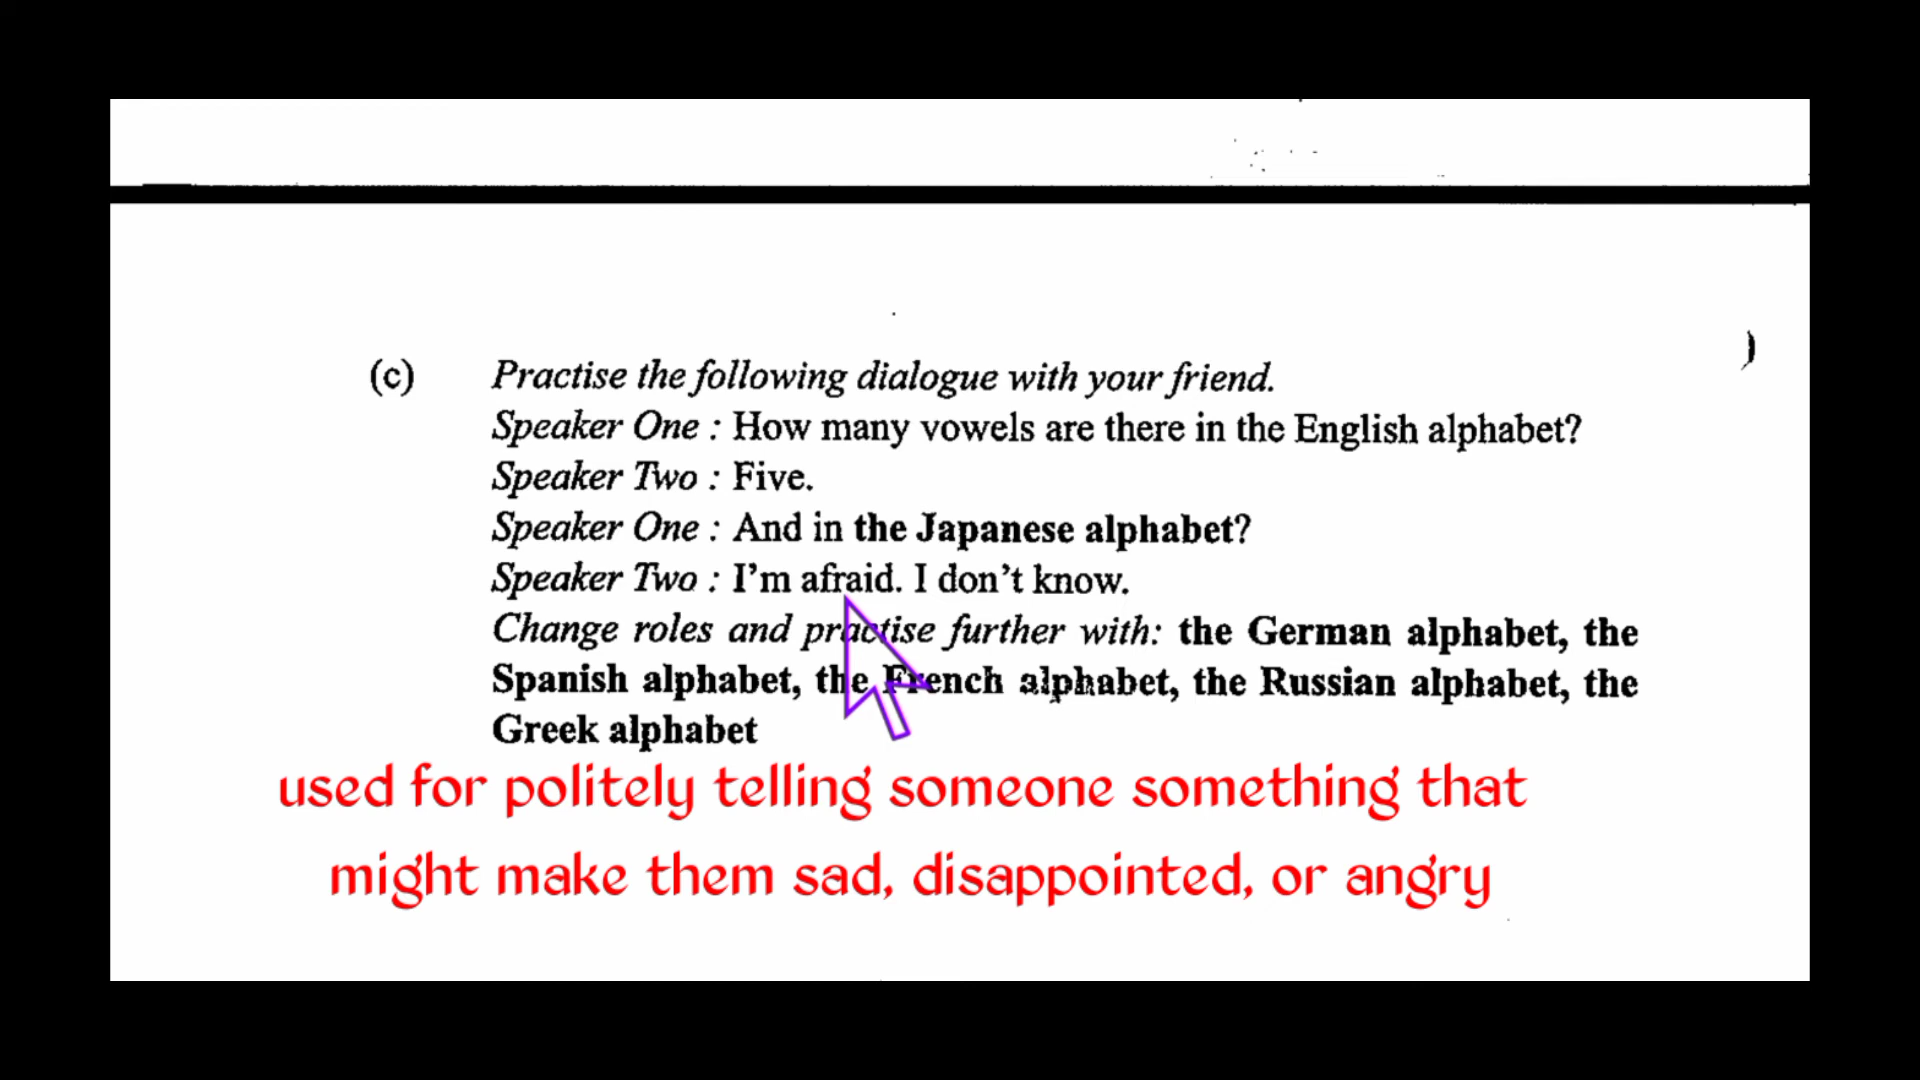 (c) Practise the following dialogue with your friend.
Speaker One : How many vowels are there in the English alphabet?
Speaker Two : Five.
Speaker One : And in the Japanese alphabet?
Speaker Two : I'm afraid. I don't know.
Change roles and practise further with: the German alphabet, the
Spanish alphabet, the French alphabet, the Russian alphabet, the
Greek alphabet
used for politely telling someone something that
might make them sad, disappointed, or angry